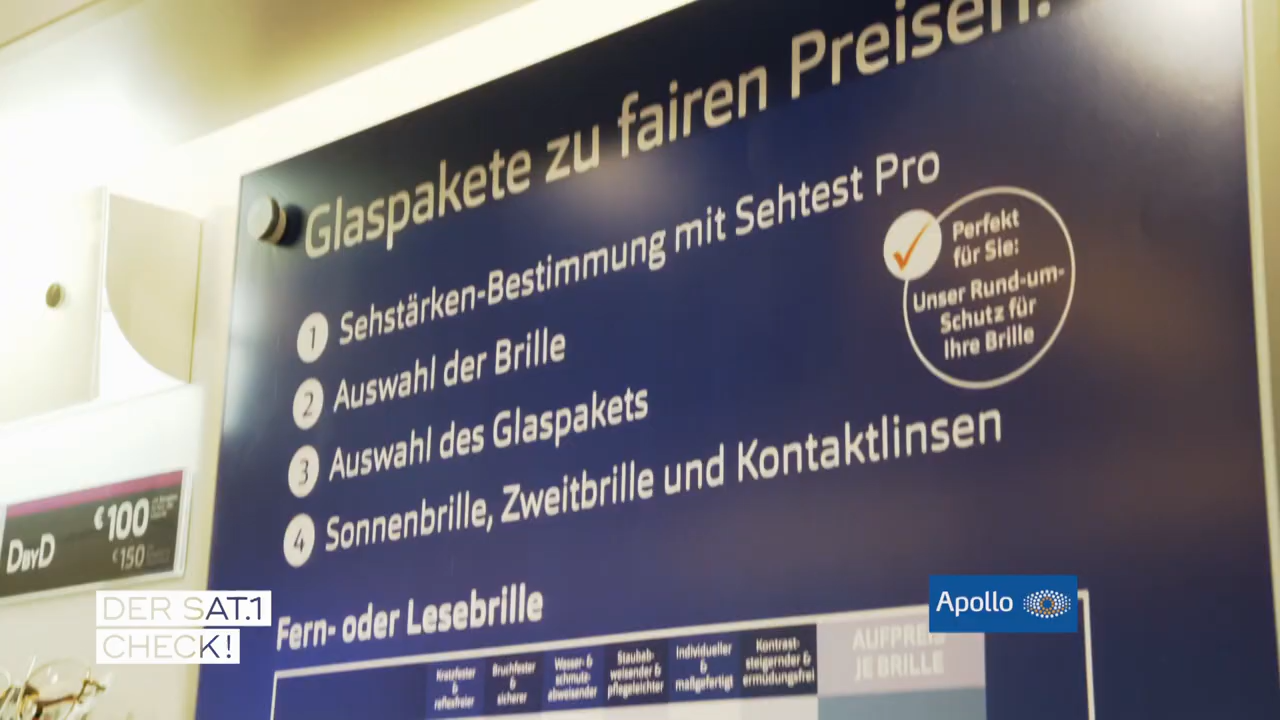 Glaspakete zu fairen Preisen!
1 Sehstärken-Bestimmung mit Sehtest Pro
2 Auswahl der Brille
3 Auswahl des Glaspakets
4 Sonnenbrille, Zweitbrille und Kontaktlinsen
Perfekt
für Sie:
Unser Rund-um-
Schutz für
Ihre Brille
DBYD
€100
€150
Fern- oder Lesebrille
Kratzfester
&
reflexfreier
Bruchfester
&
sicherer
Wasser- &
schmutz-
abweisender
Staubab-
weisender &
pflegeleichter
Individueller
&
maßgefertigt
Kontrast-
steigernder &
ermüdungsfrei
AUFPREIS
JE BRILLE
Apollo
DER SAT.1
CHECK!